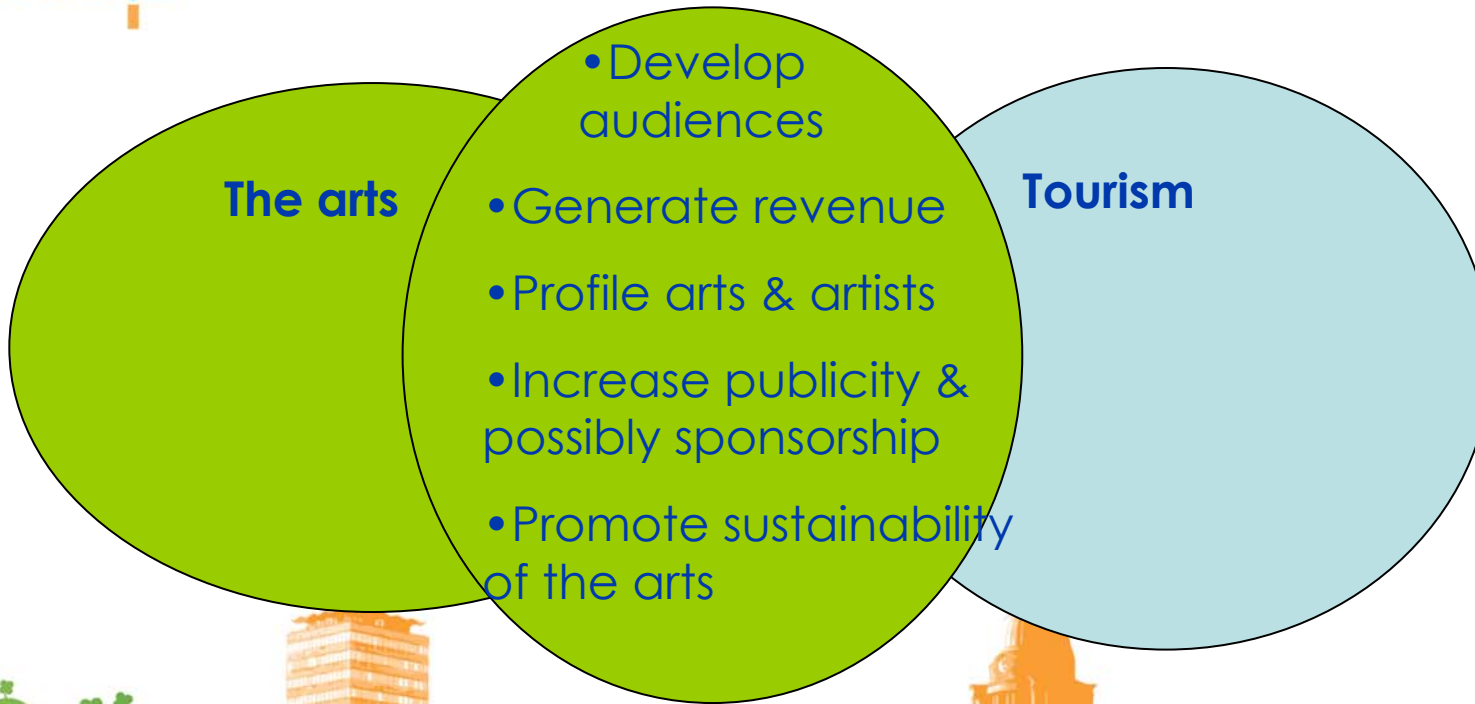 •Develop
audiences
The arts
Tourism
•Generate revenue
•Profile arts & artists
•Increase publicity &
possibly sponsorship
•Promote sustainability
of the arts